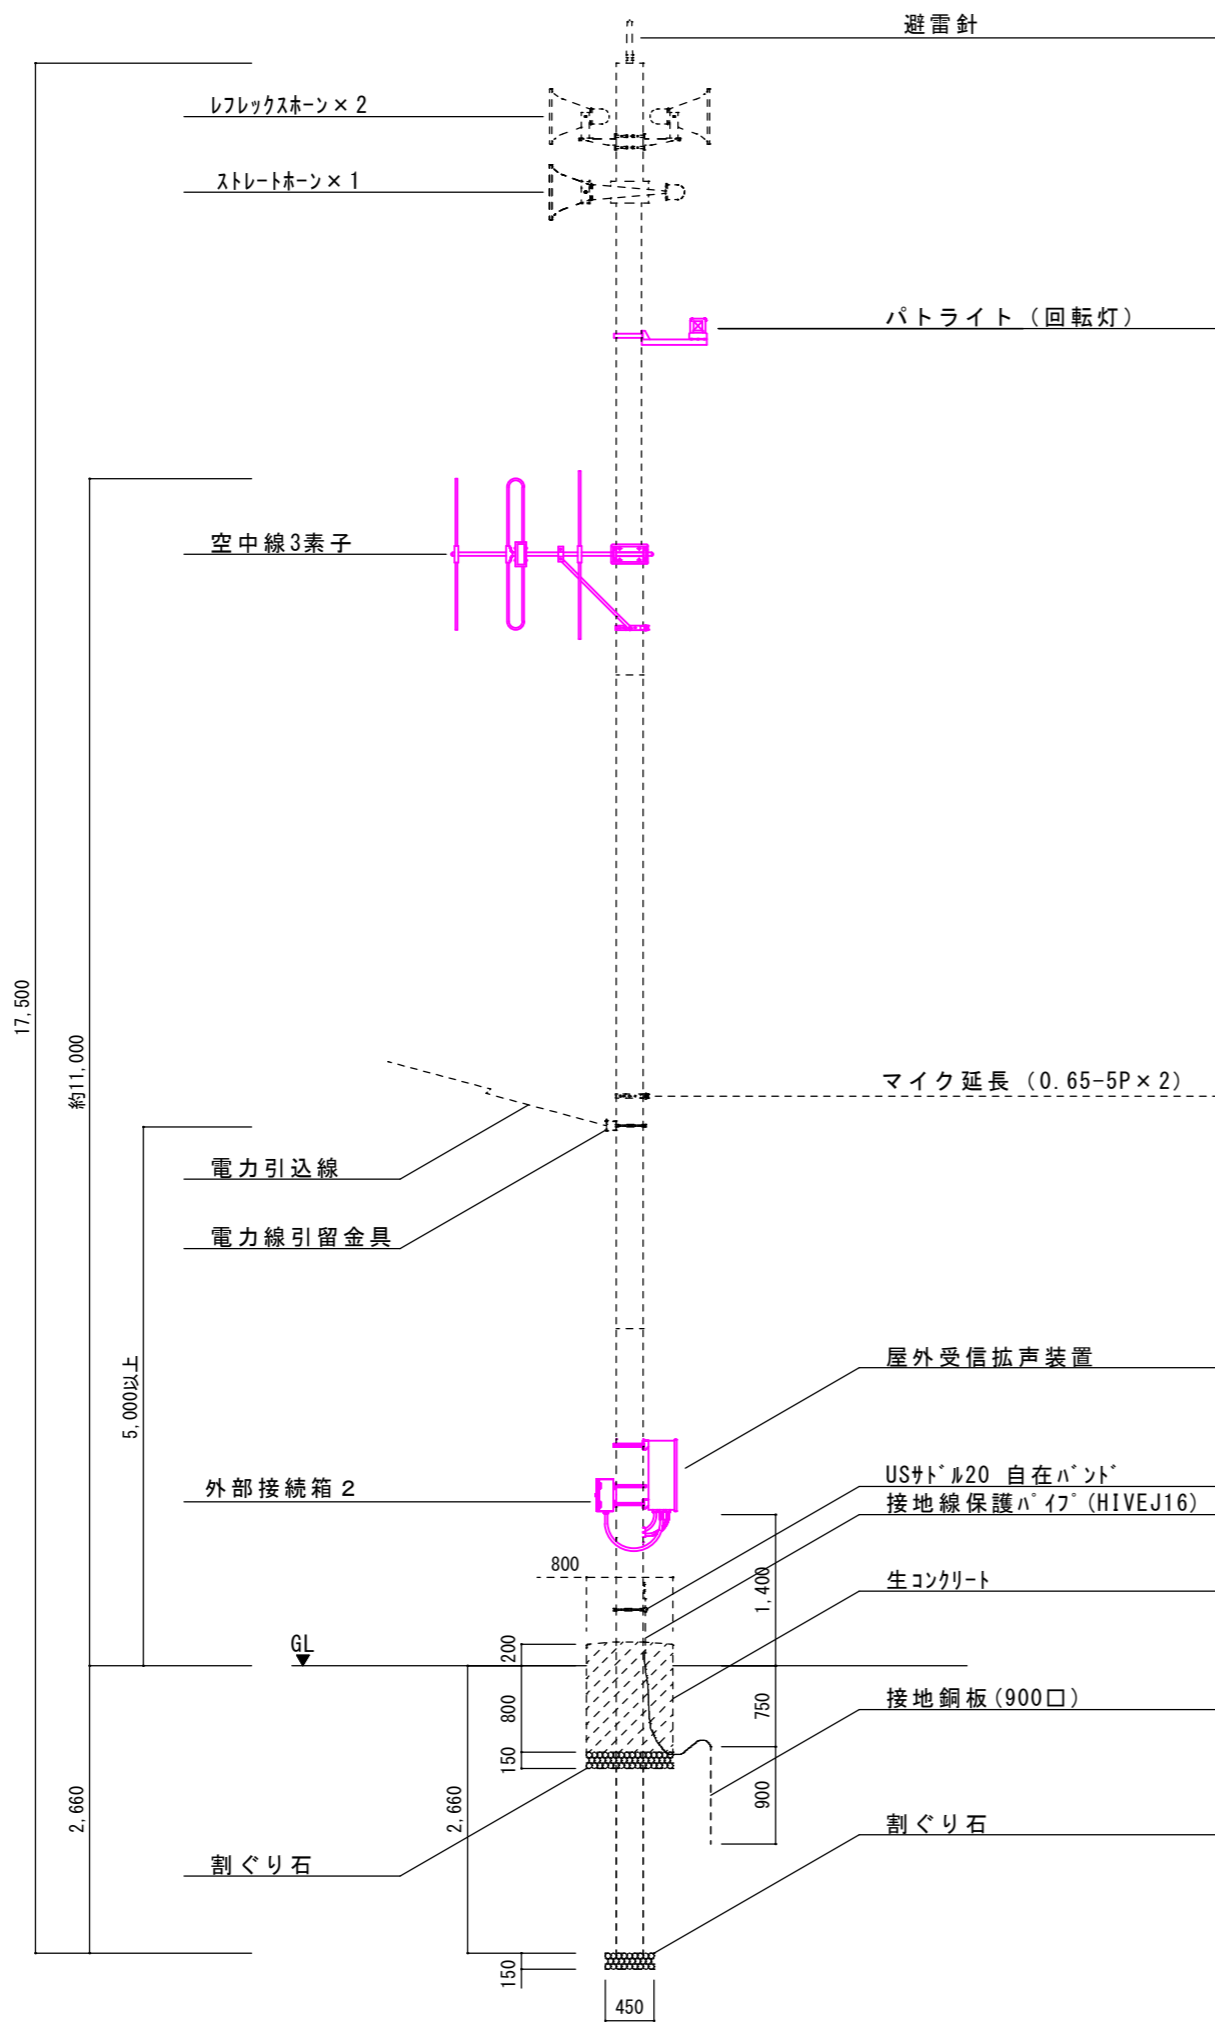 避雷針
レフレックスホーン×2
ストレートホーン×1
パトライト（回転灯）
空中線3素子
17,500
約11,000
マイク延長（0.65-5P×2）
電力引込線
電力線引留金具
5,000以上
屋外受信拡声装置
外部接続箱２
USサドル20 自在バンド
接地線保護パイプ(HIVEJ16)
800
1,400
生コンクリート
GL
200
800
750
接地銅板(900口)
150
900
2,660
2,660
割ぐり石
割ぐり石
150
450